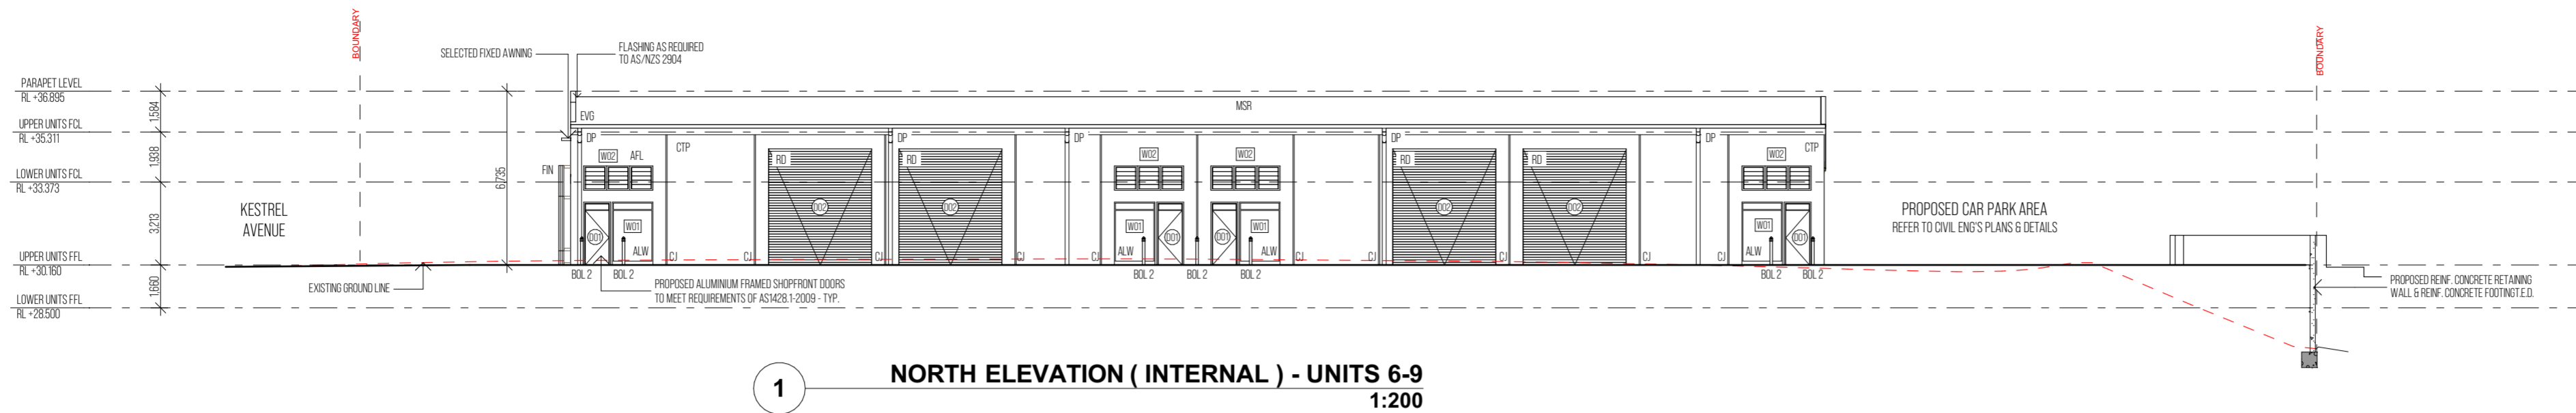 BOUNDARY
BOUNDARY
SELECTED FIXED AWNING
FLASHING AS REQUIRED
TO AS/NZS 2904
PARAPET LEVEL
RL +36.895
1,584
UPPER UNITS FCL
RL +35.311
1,938
LOWER UNITS FCL
RL +33.373
3,213
UPPER UNITS FFL
RL +30.160
1,660
LOWER UNITS FFL
RL +28.500
6,735
KESTREL
AVENUE
EVG
MSR
DP
DP
DP
DP
DP
FIN
W02
AFL
CTP
RD
RD
W02
W02
RD
RD
W02
CTP
D02
D02
D02
D02
D01
W01
W01
D01
D01
W01
W01
D01
ALW
CJ
CJ
CJ
CJ
CJ
ALW
ALW
CJ
CJ
CJ
CJ
CJ
ALW
BOL 2
BOL 2
BOL 2
BOL 2
BOL 2
BOL 2
BOL 2
EXISTING GROUND LINE
PROPOSED ALUMINIUM FRAMED SHOPFRONT DOORS
TO MEET REQUIREMENTS OF AS1428.1-2009 - TYP.
PROPOSED CAR PARK AREA
REFER TO CIVIL ENG'S PLANS & DETAILS
PROPOSED REINF. CONCRETE RETAINING
WALL & REINF. CONCRETE FOOTINGT.E.D.
1
NORTH ELEVATION ( INTERNAL ) - UNITS 6-9
1:200